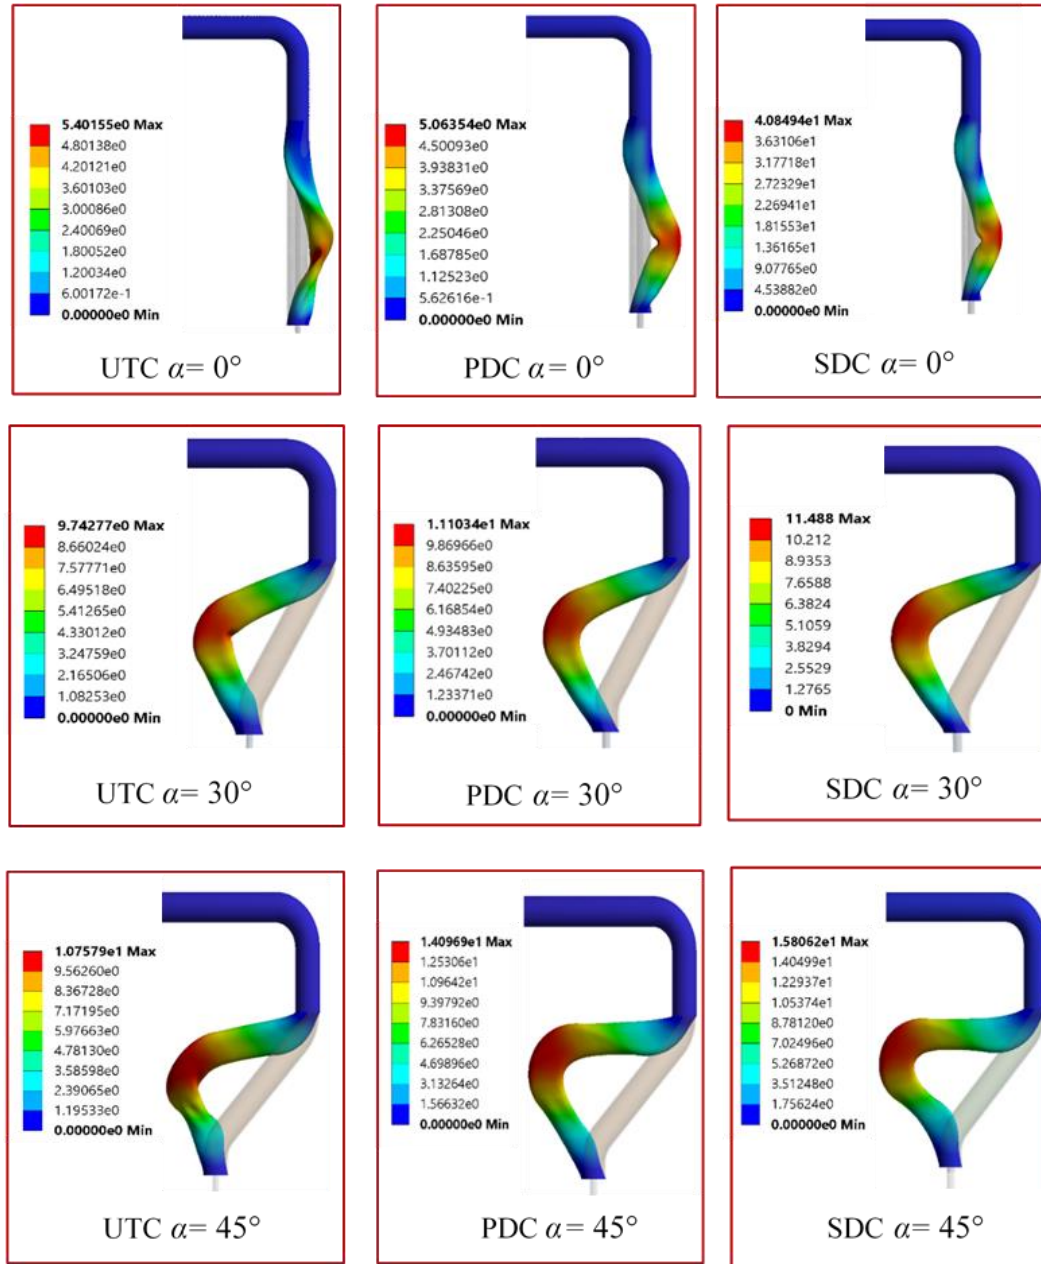 5.40155e0 Max
4.80138e0
4.20121e0
3.60103e0
3.00086e0
2.40069e0
1.80052e0
1.20034e0
6.00172e-1
0.00000e0 Min
UTC α= 0°
5.06354e0 Max
4.50093e0
3.93831e0
3.37569e0
2.81308e0
2.25046e0
1.68785e0
1.12523e0
5.62616e-1
0.00000e0 Min
PDC α= 0°
4.08494e1 Max
3.63106e1
3.17718e1
2.72329e1
2.26941e1
1.81553e1
1.36165e1
9.07765e0
4.53882e0
0.00000e0 Min
SDC α= 0°
9.74277e0 Max
8.66024e0
7.57771e0
6.49518e0
5.41265e0
4.33012e0
3.24759e0
2.16506e0
1.08253e0
0.00000e0 Min
UTC α= 30°
1.11034e1 Max
9.86966e0
8.63595e0
7.40225e0
6.16854e0
4.93483e0
3.70112e0
2.46742e0
1.23371e0
0.00000e0 Min
PDC α= 30°
11.488 Max
10.212
8.9353
7.6588
6.3824
5.1059
3.8294
2.5529
1.2765
0 Min
SDC α= 30°
1.07579e1 Max
9.56260e0
8.36728e0
7.17195e0
5.97663e0
4.78130e0
3.58598e0
2.39065e0
1.19533e0
0.00000e0 Min
UTC α= 45°
1.40969e1 Max
1.25306e1
1.09642e1
9.39792e0
7.83160e0
6.26528e0
4.69896e0
3.13264e0
1.56632e0
0.00000e0 Min
PDC α= 45°
1.58062e1 Max
1.40499e1
1.22937e1
1.05374e1
8.78120e0
7.02496e0
5.26872e0
3.51248e0
1.75624e0
0.00000e0 Min
SDC α= 45°